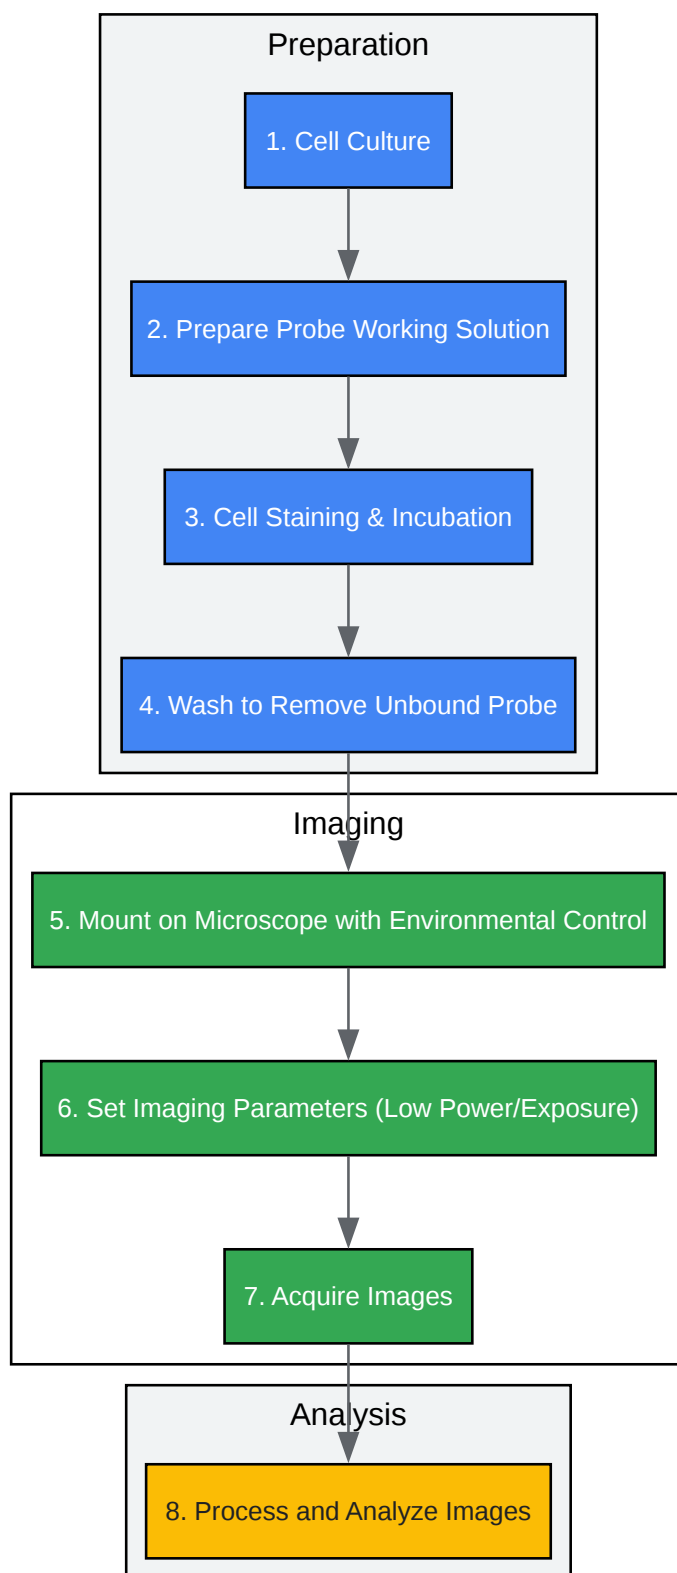 Preparation
1. Cell Culture
2. Prepare Probe Working Solution
3. Cell Staining & Incubation
4. Wash to Remove Unbound Probe
Imaging
5. Mount on Microscope with Environmental Control
6. Set Imaging Parameters (Low Power/Exposure)
7. Acquire Images
Analysis
8. Process and Analyze Images